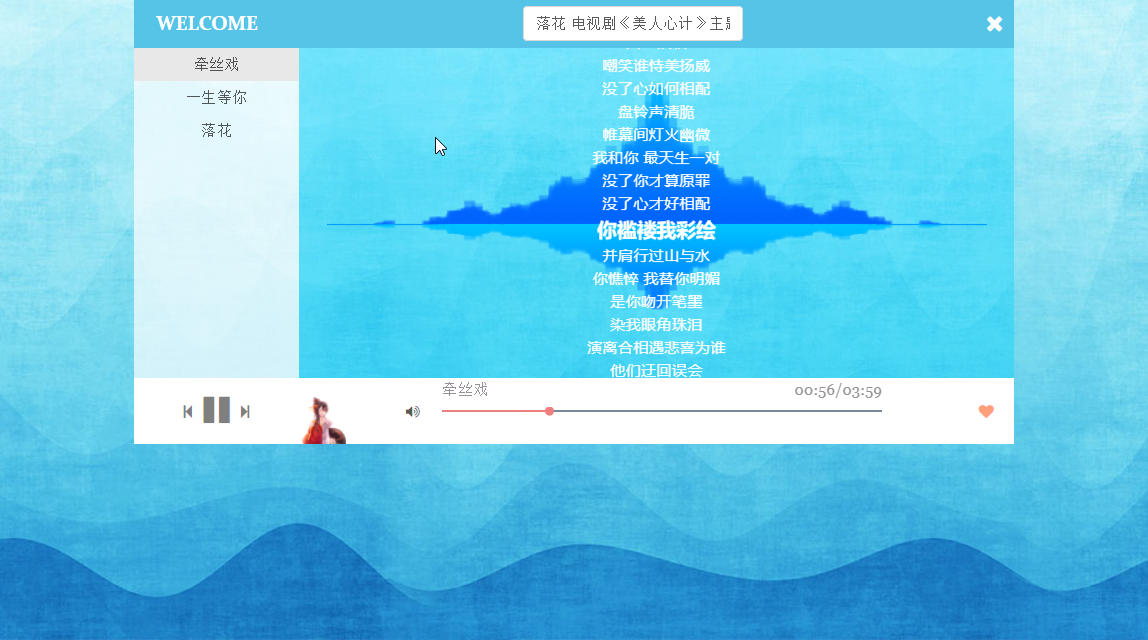 WELCOME
落花 电视剧《美人心计》主
牵丝戏
一生等你
落花
嘲笑谁恃美扬威
没了心如何相配
盘铃声清脆
帷幕间灯火幽微
我和你 最天生一对
没了你才算原罪
没了心才好相配
你褴褛我彩绘
并肩行过山与水
你憔悴 我替你明媚
是你吻开笔墨
染我眼角珠泪
演离合相遇悲喜为谁
他们迂回误会
牵丝戏
00:56/03:59